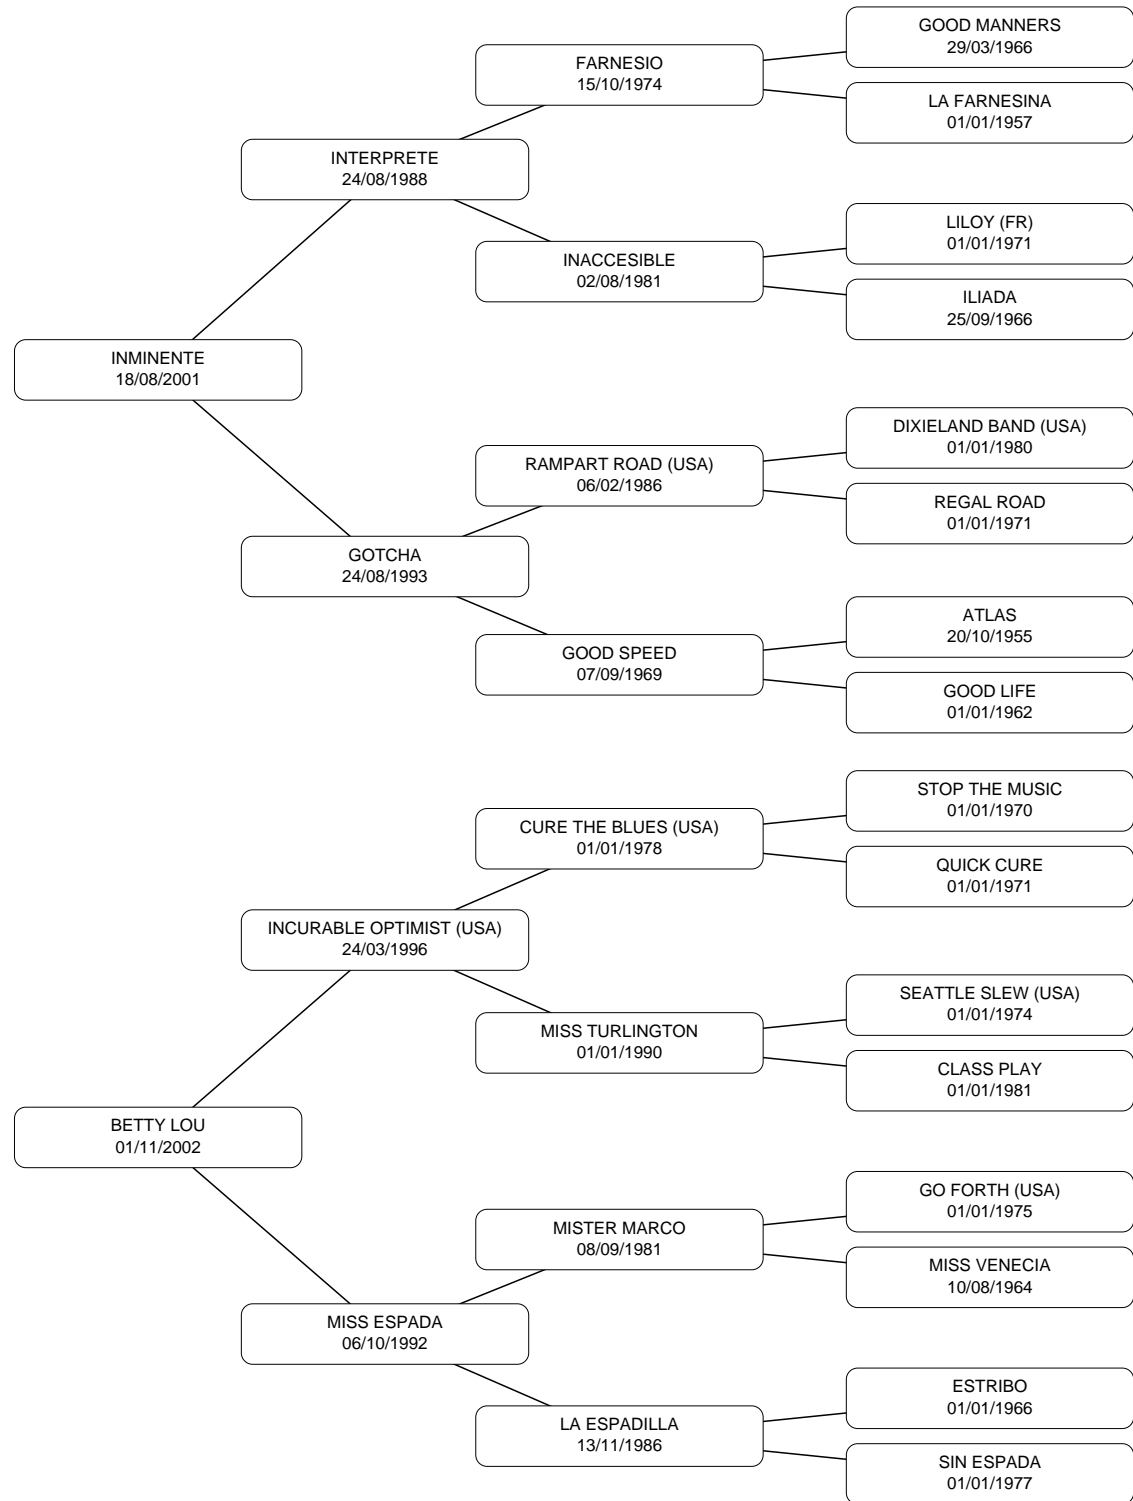 GOOD MANNERS
29/03/1966
FARNESIO
15/10/1974
LA FARNESINA
01/01/1957
INTERPRETE
24/08/1988
LILOY (FR)
01/01/1971
INACCESIBLE
02/08/1981
ILIADA
25/09/1966
INMINENTE
18/08/2001
DIXIELAND BAND (USA)
01/01/1980
RAMPART ROAD (USA)
06/02/1986
REGAL ROAD
01/01/1971
GOTCHA
24/08/1993
ATLAS
20/10/1955
GOOD SPEED
07/09/1969
GOOD LIFE
01/01/1962
STOP THE MUSIC
01/01/1970
CURE THE BLUES (USA)
01/01/1978
QUICK CURE
01/01/1971
INCURABLE OPTIMIST (USA)
24/03/1996
SEATTLE SLEW (USA)
01/01/1974
MISS TURLINGTON
01/01/1990
CLASS PLAY
01/01/1981
BETTY LOU
01/11/2002
GO FORTH (USA)
01/01/1975
MISTER MARCO
08/09/1981
MISS VENECIA
10/08/1964
MISS ESPADA
06/10/1992
ESTRIBO
01/01/1966
LA ESPADILLA
13/11/1986
SIN ESPADA
01/01/1977